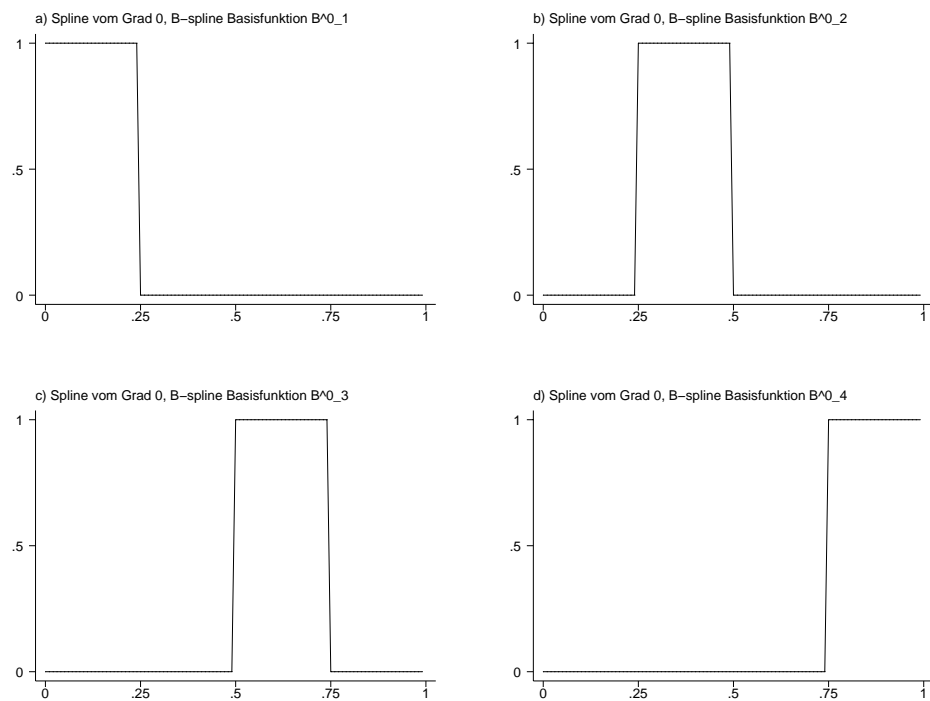 a) Spline vom Grad 0, B−spline Basisfunktion B^0_1
1
.5
0
0 .25 .5 .75 1
b) Spline vom Grad 0, B−spline Basisfunktion B^0_2
1
.5
0
0 .25 .5 .75 1
c) Spline vom Grad 0, B−spline Basisfunktion B^0_3
1
.5
0
0 .25 .5 .75 1
d) Spline vom Grad 0, B−spline Basisfunktion B^0_4
1
.5
0
0 .25 .5 .75 1